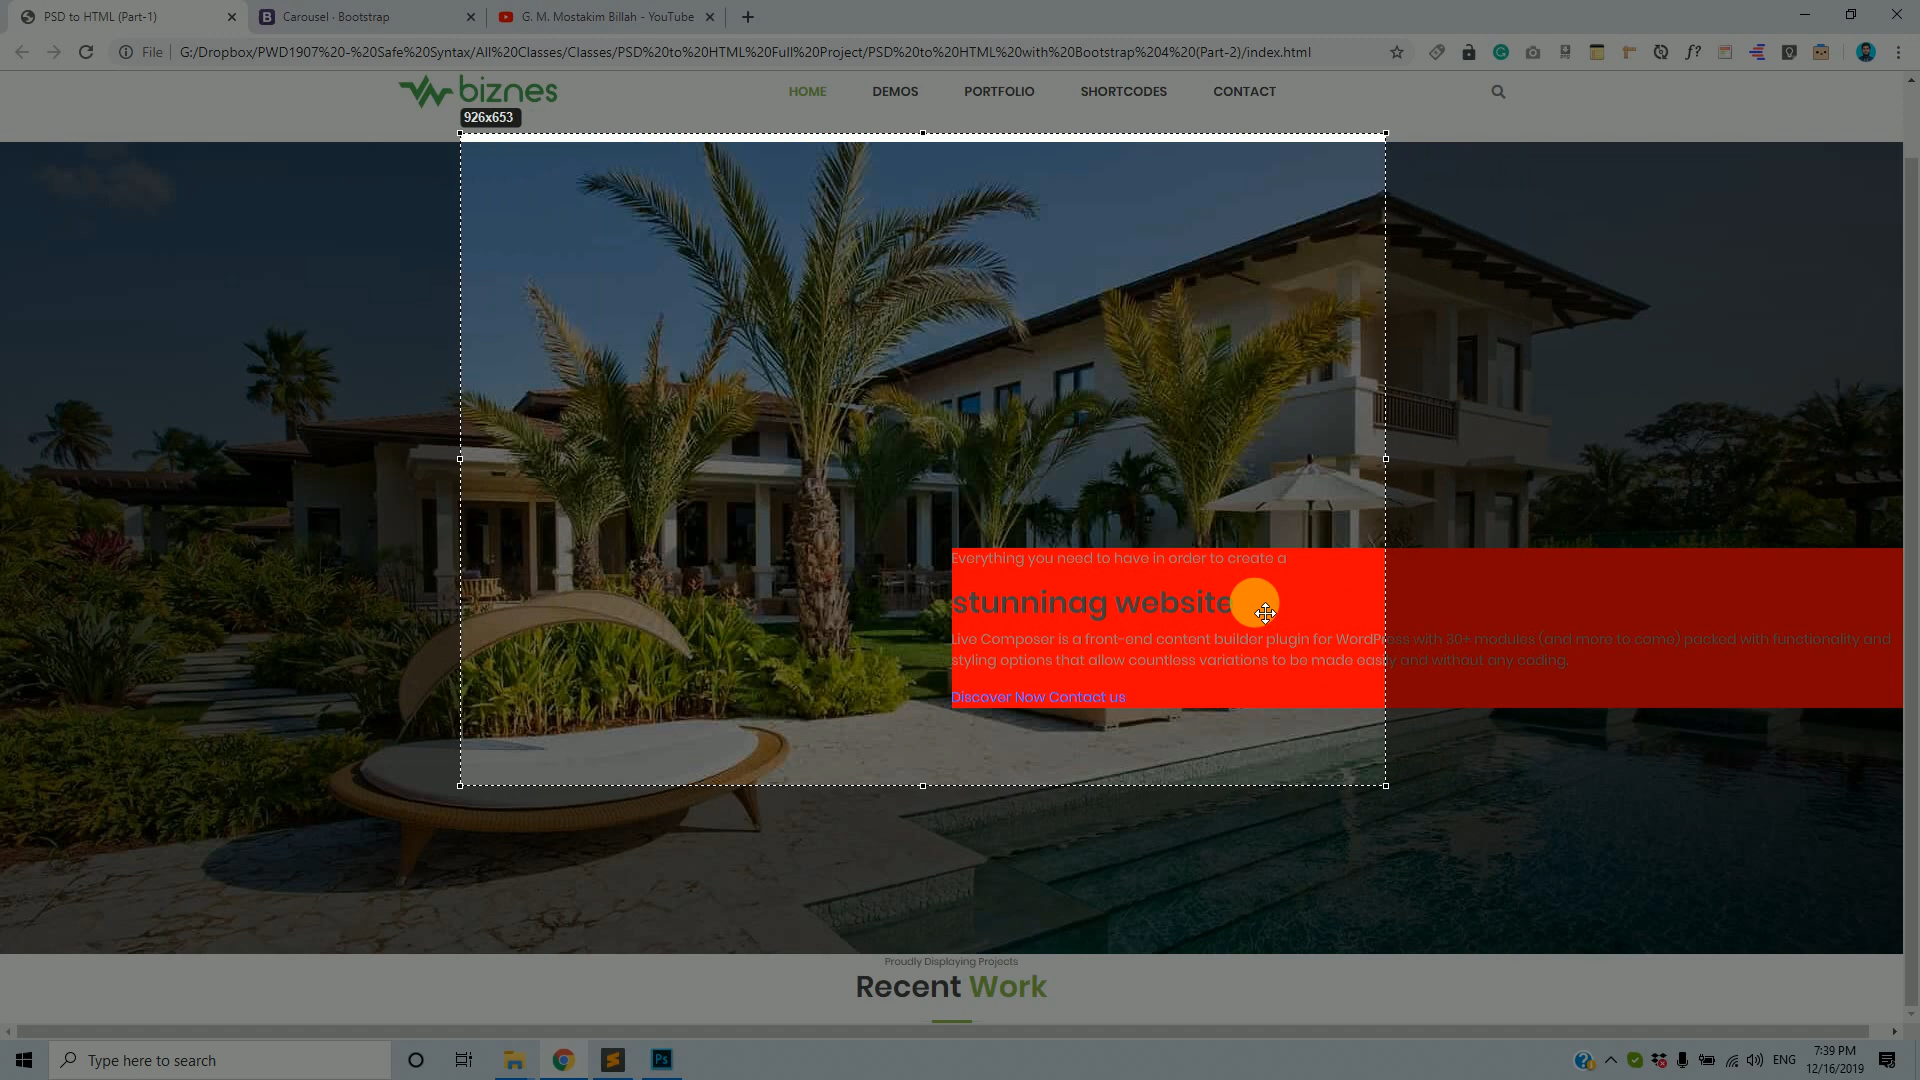 PSD to HTML (Part-1)
Carousel · Bootstrap
G. M. Mostakim Billah - YouTube
File
G:/Dropbox/PWD1907%20-%20Safe%20Syntax/All%20Classes/Classes/PSD%20to%20HTML%20Full%20Project/PSD%20to%20HTML%20with%20Bootstrap%204%20(Part-2)/index.html
biznes
HOME
DEMOS
PORTFOLIO
SHORTCODES
CONTACT
926x653
Everything you need to have in order to create a
stunninag website
Live Composer is a front-end content builder plugin for WordPress with 30+ modules (and more to come) packed with functionality and
styling options that allow countless variations to be made easily and without any coding.
Discover Now Contact us
Proudly Displaying Projects
Recent Work
Type here to search
Ps
ENG
7:39 PM
12/16/2019